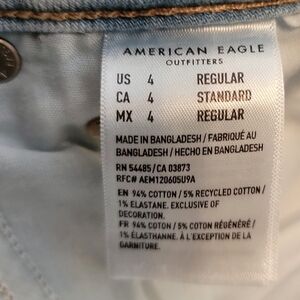 AMERICAN EAGLE
OUTFITTERS
US 4 REGULAR
CA 4 STANDARD
MX 4 REGULAR
MADE IN BANGLADESH / FABRIQUÉ AU
BANGLADESH / HECHO EN BANGLADESH
RN 54485/CA 03873
RFC# AEM120605U9A
EN 94% COTTON / 5% RECYCLED COTTON /
1% ELASTANE. EXCLUSIVE OF
DECORATION.
FR 94% COTON / 5% COTON RÉGÉNÉRÉ /
1% ÉLASTHANNE. À L'EXCEPTION DE LA
GARNITURE.